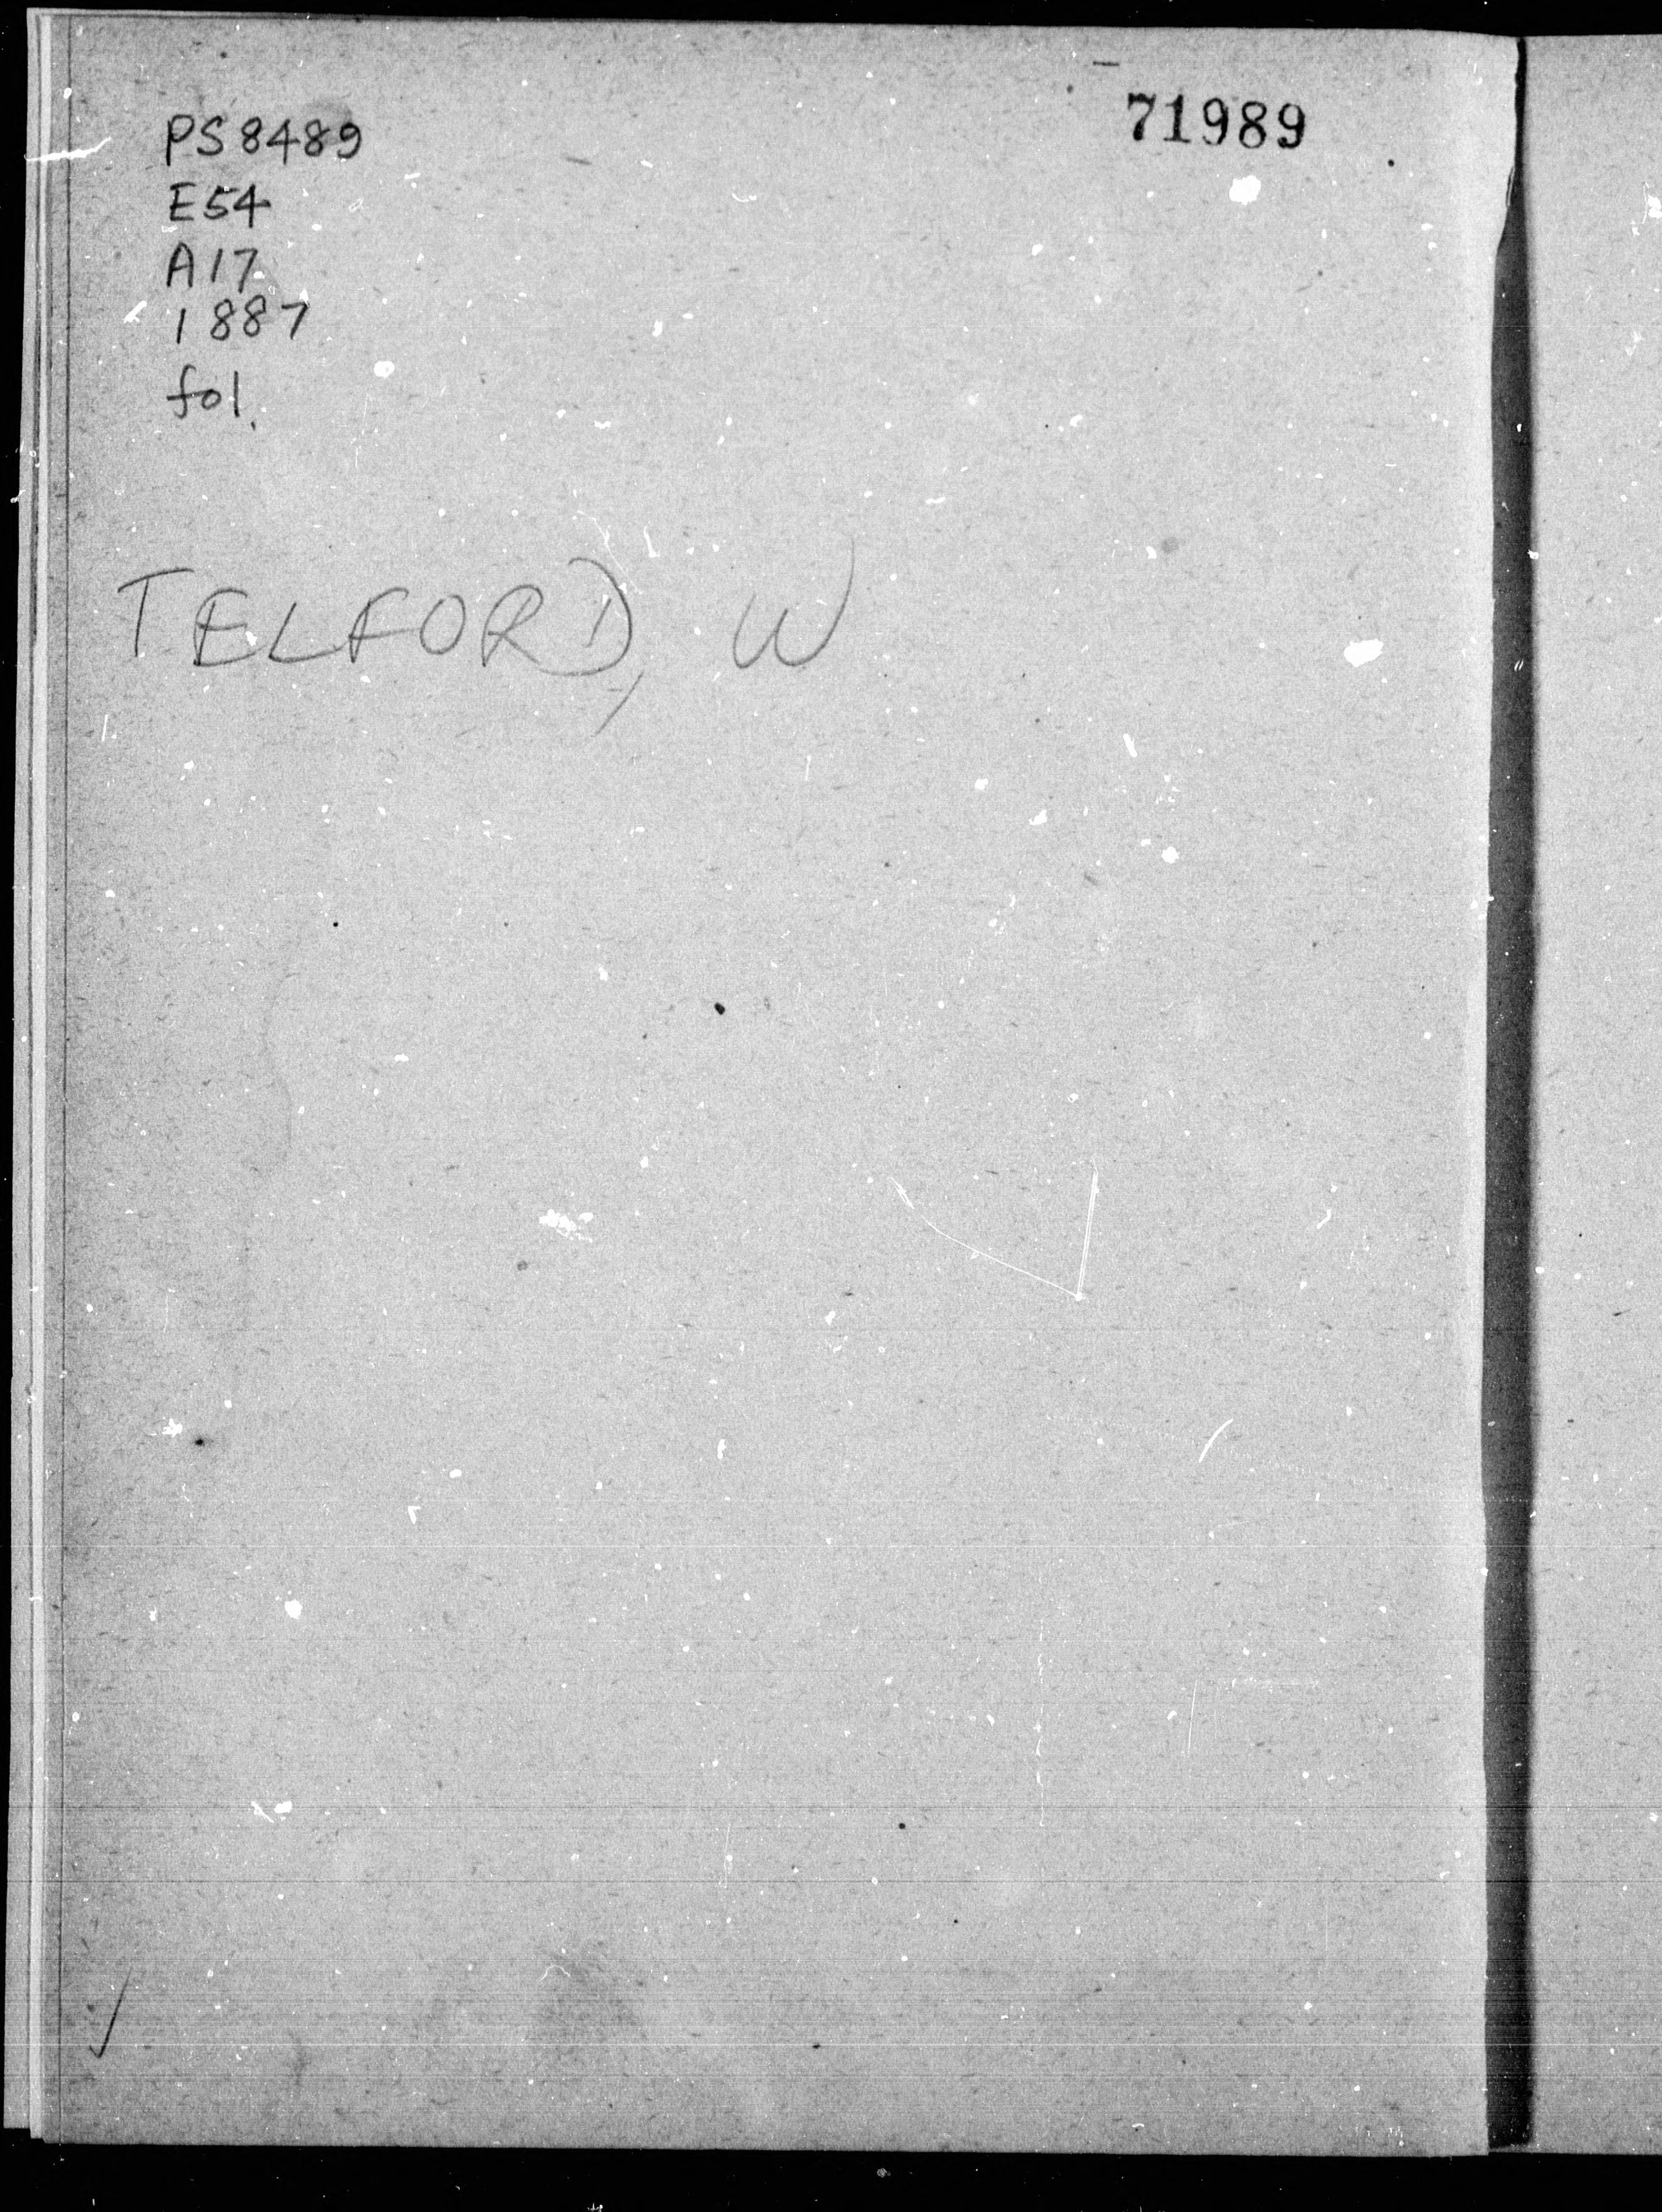 71989
PS8489
E54
A17
1887
fol.
TELFORD, W